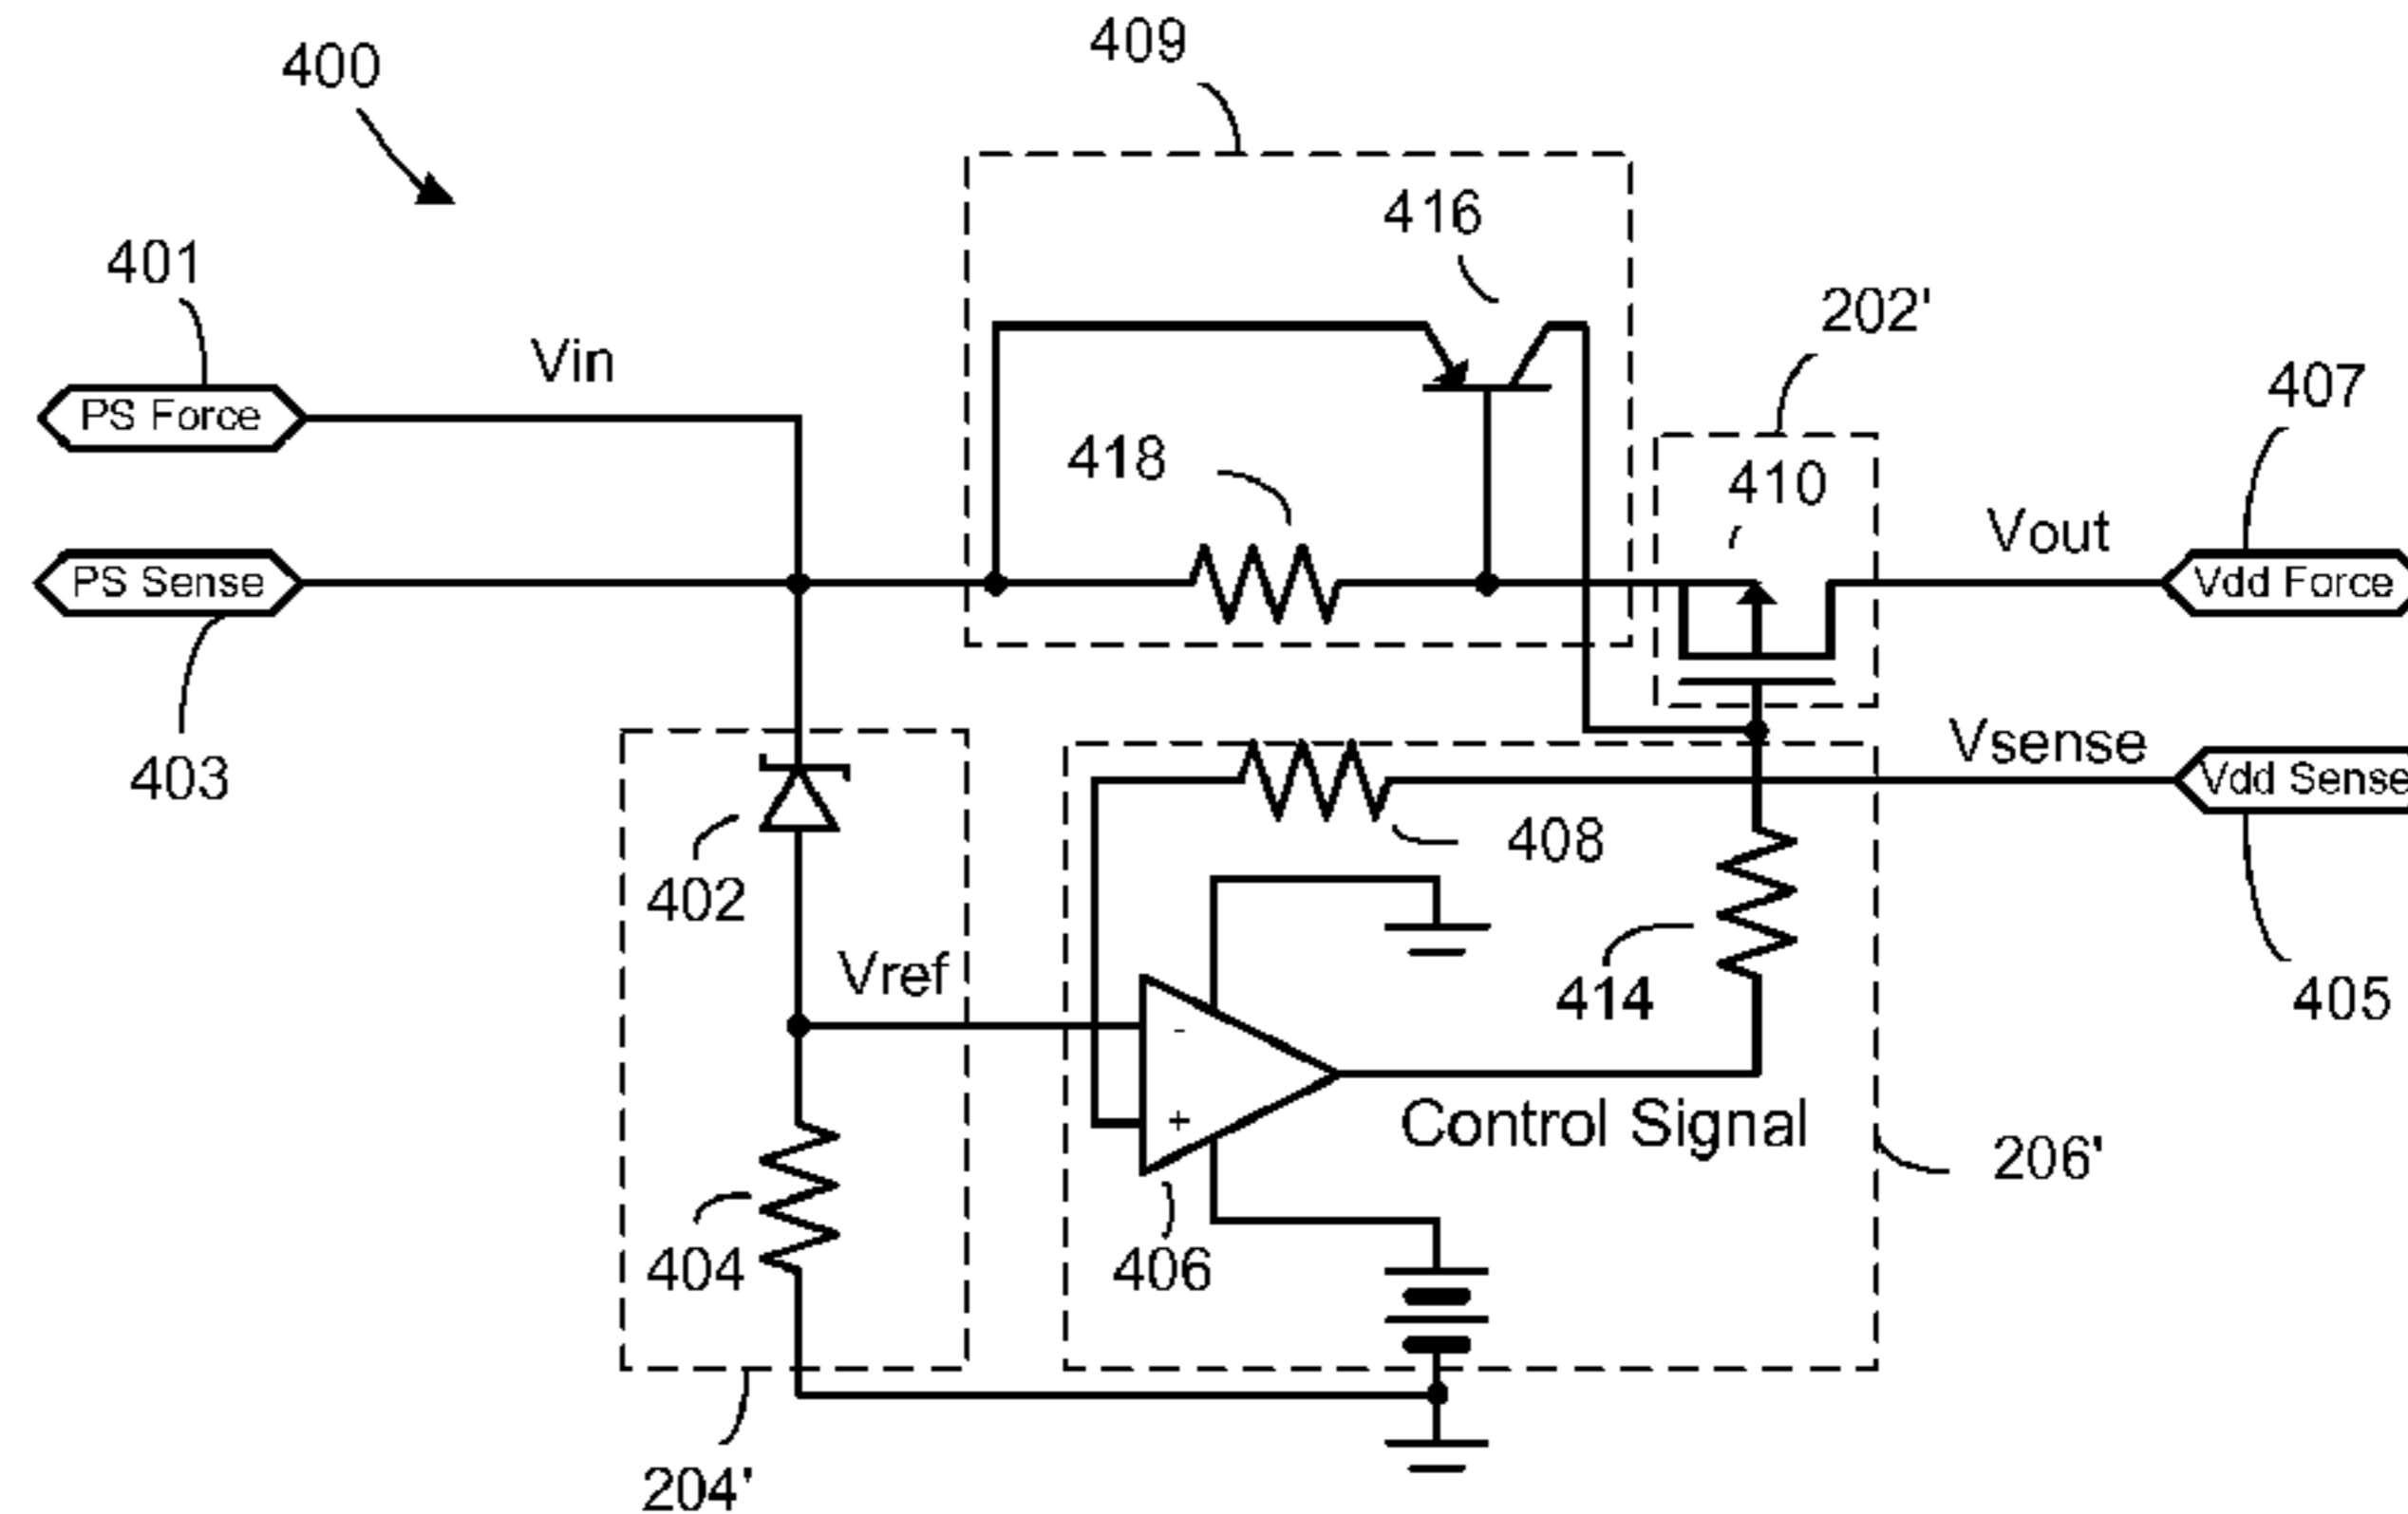 409
400
416
401
202'
Vin
407
PS Force
418
410
Vout
PS Sense
Vdd Force
Vsense
403
Vdd Sense
408
402
Vref
414
405
-
+
Control Signal
206'
404
406
204'